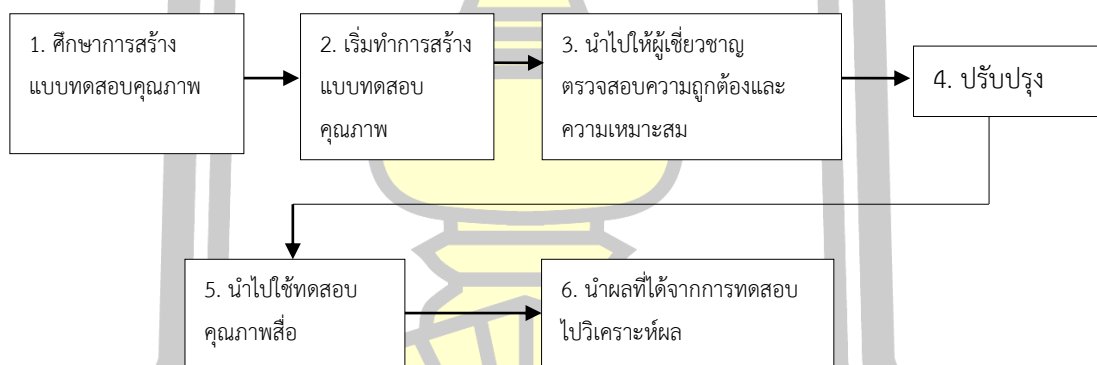 1. ศึกษาการสร้าง
แบบทดสอบคุณภาพ
2. เริ่มทำการสร้าง
แบบทดสอบ
คุณภาพ
3. นำไปให้ผู้เชี่ยวชาญ
ตรวจสอบความถูกต้องและ
ความเหมาะสม
4. ปรับปรุง
5. นำไปใช้ทดสอบ
คุณภาพสื่อ
6. นำผลที่ได้จากการทดสอบ
ไปวิเคราะห์ผล